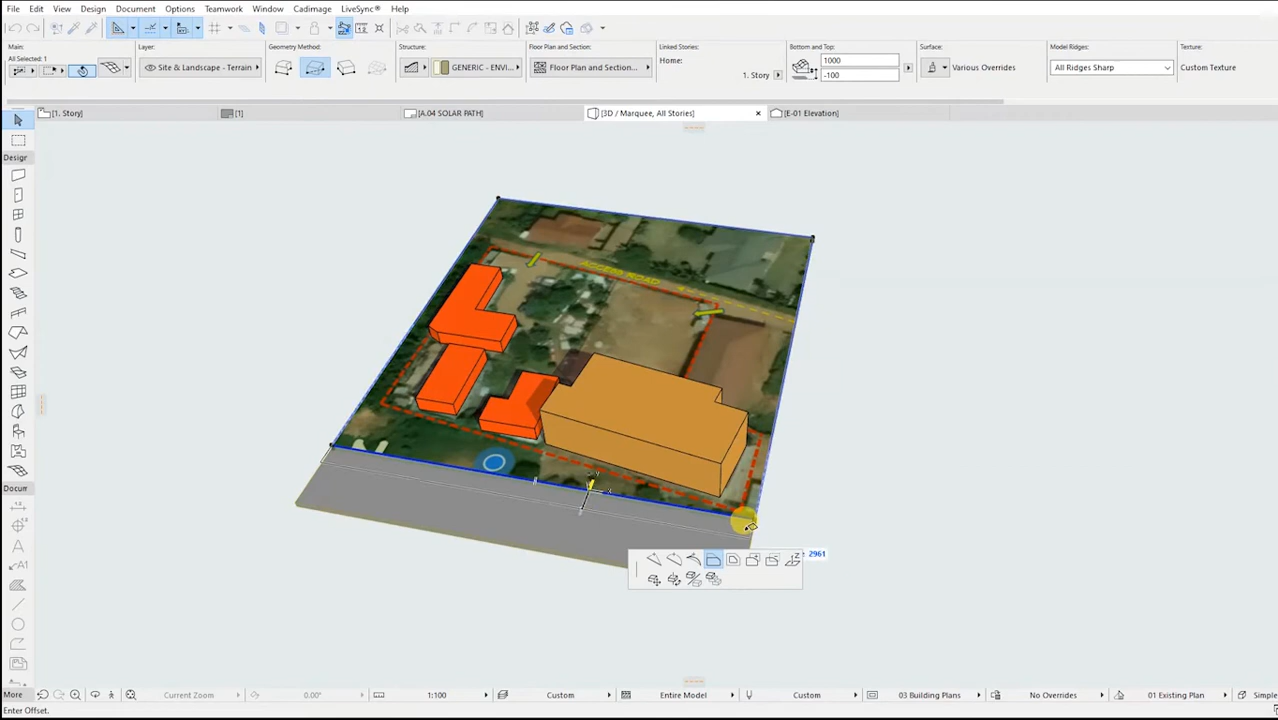 File Edit View Design Document Options Teamwork Window Cadimage LiveSync® Help
Main: Layer: Geometry Method: Structure: Floor Plan and Section: Linked Stories: Bottom and Top: Surface: Model Ridges: Texture:
All Selected: 1 Site & Landscape - Terrain GENERIC - ENVI... Floor Plan and Section... Home: 1. Story 1000 -100 Various Overrides All Ridges Sharp Custom Texture
[1. Story] [1] [A.04 SOLAR PATH] [3D / Marquee, All Stories] [E-01 Elevation]
Design
ACCESS ROAD
y
x
Docum
1.2
A
A1
2961
More Current Zoom 0.00° 1:100 Custom Entire Model Custom 03 Building Plans No Overrides 01 Existing Plan Simple
Enter Offset.